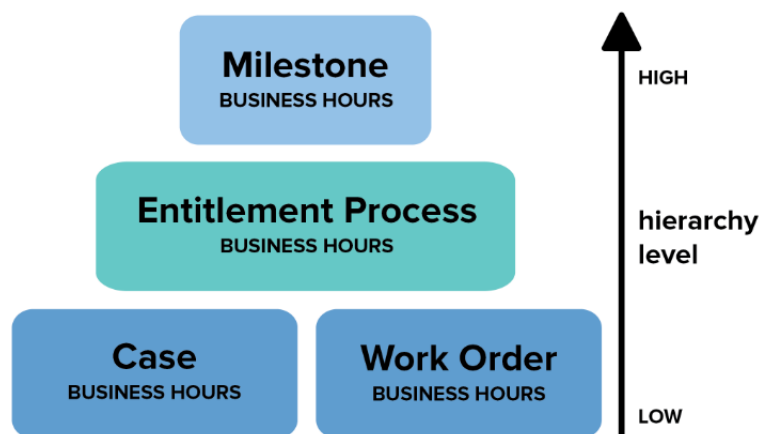 Milestone
BUSINESS HOURS
HIGH
Entitlement Process
BUSINESS HOURS
hierarchy
level
Case
BUSINESS HOURS
Work Order
BUSINESS HOURS
LOW